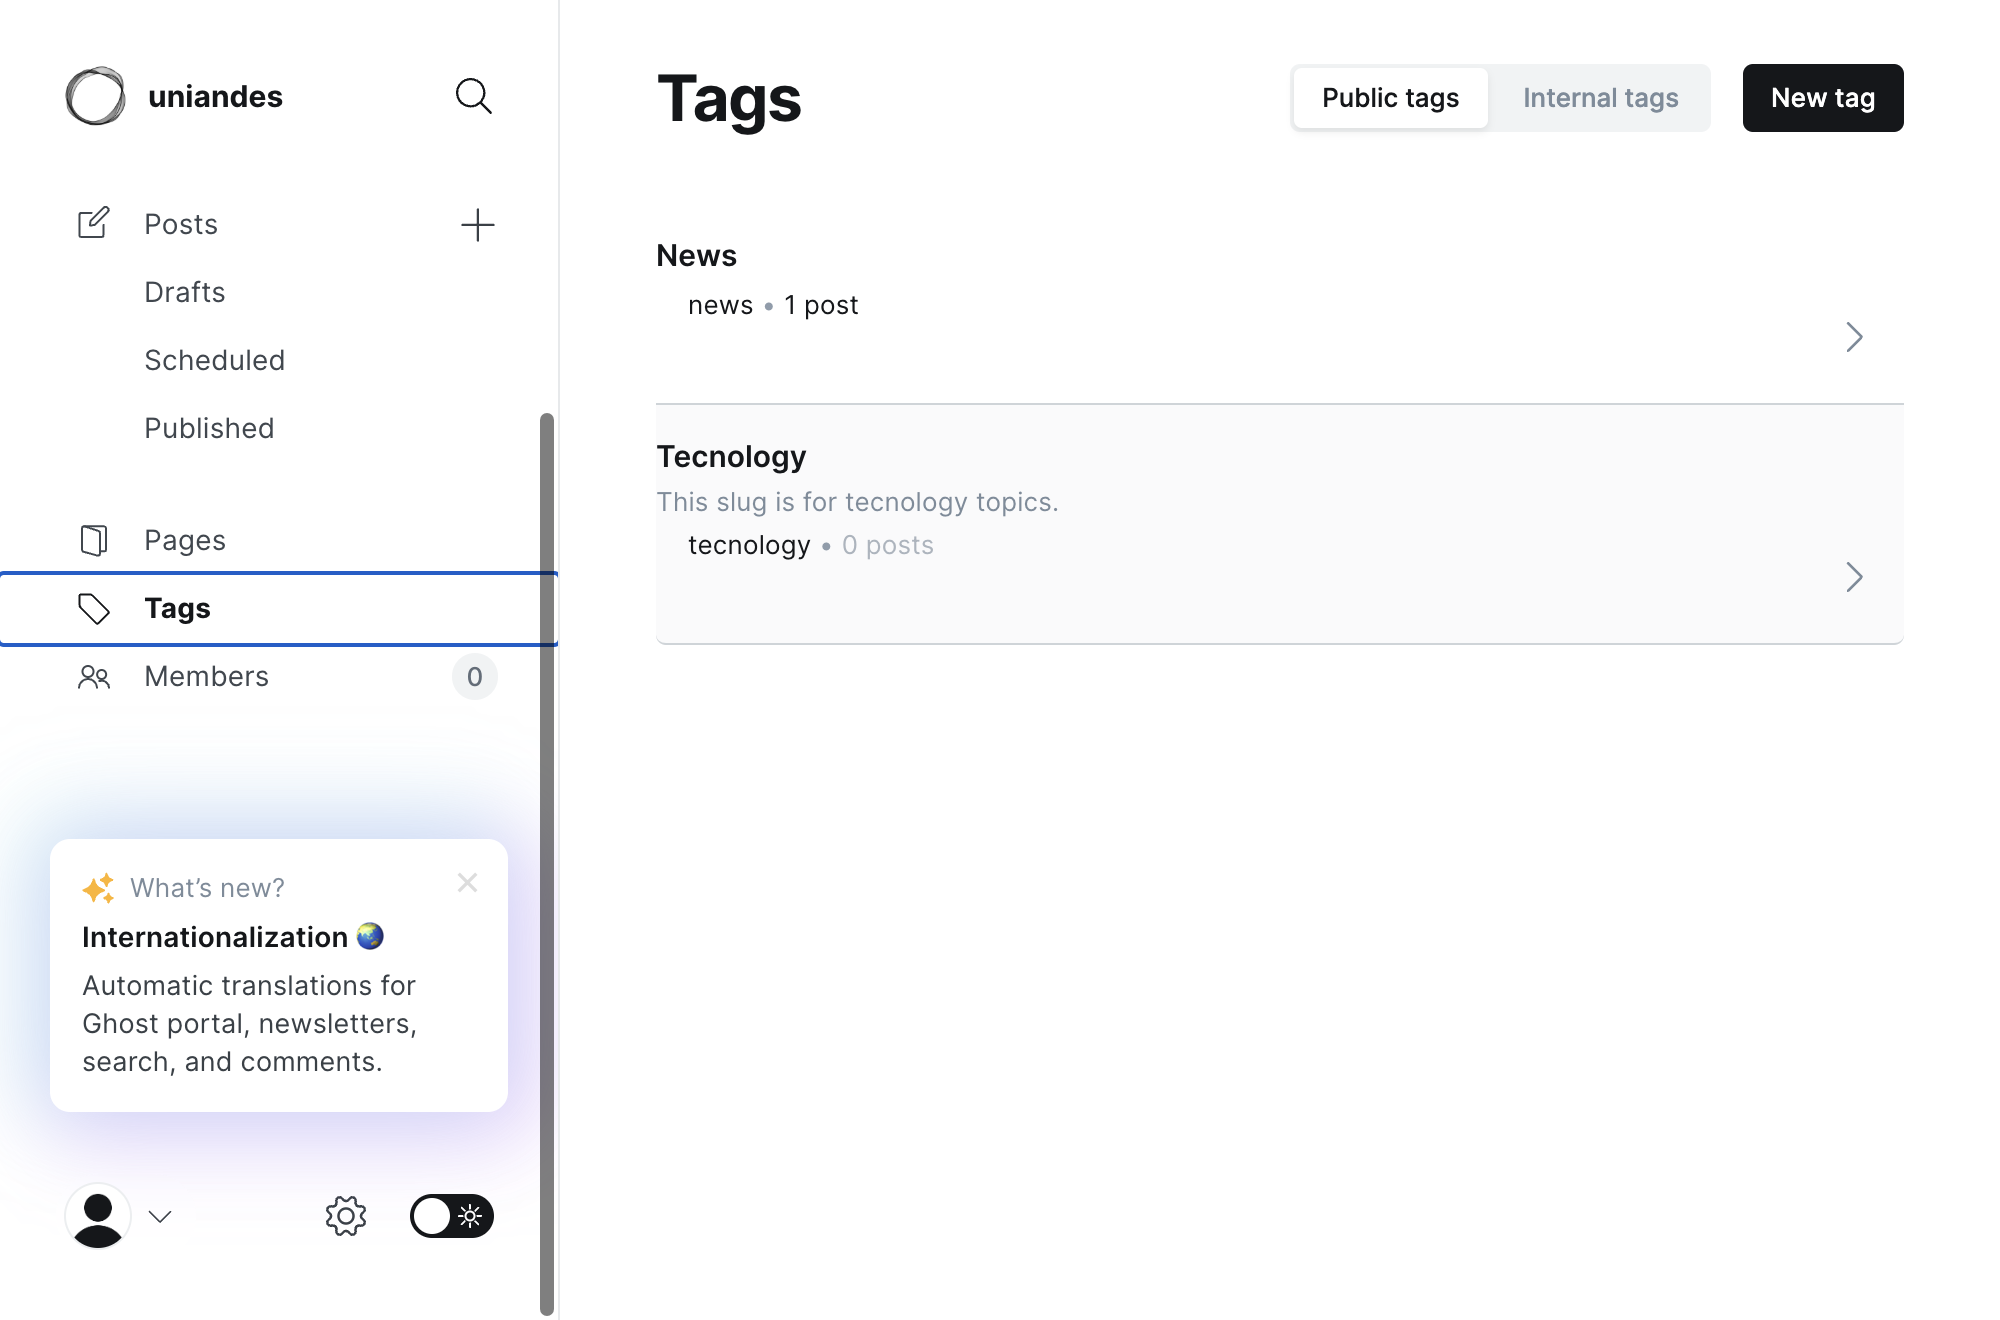 uniandes
Posts
Drafts
Scheduled
Published
Pages
Tags
Members
0
What's new?
Internationalization 🌏
Automatic translations for
Ghost portal, newsletters,
search, and comments.
Tags
Public tags
Internal tags
New tag
News
news • 1 post
Tecnology
This slug is for tecnology topics.
tecnology • 0 posts